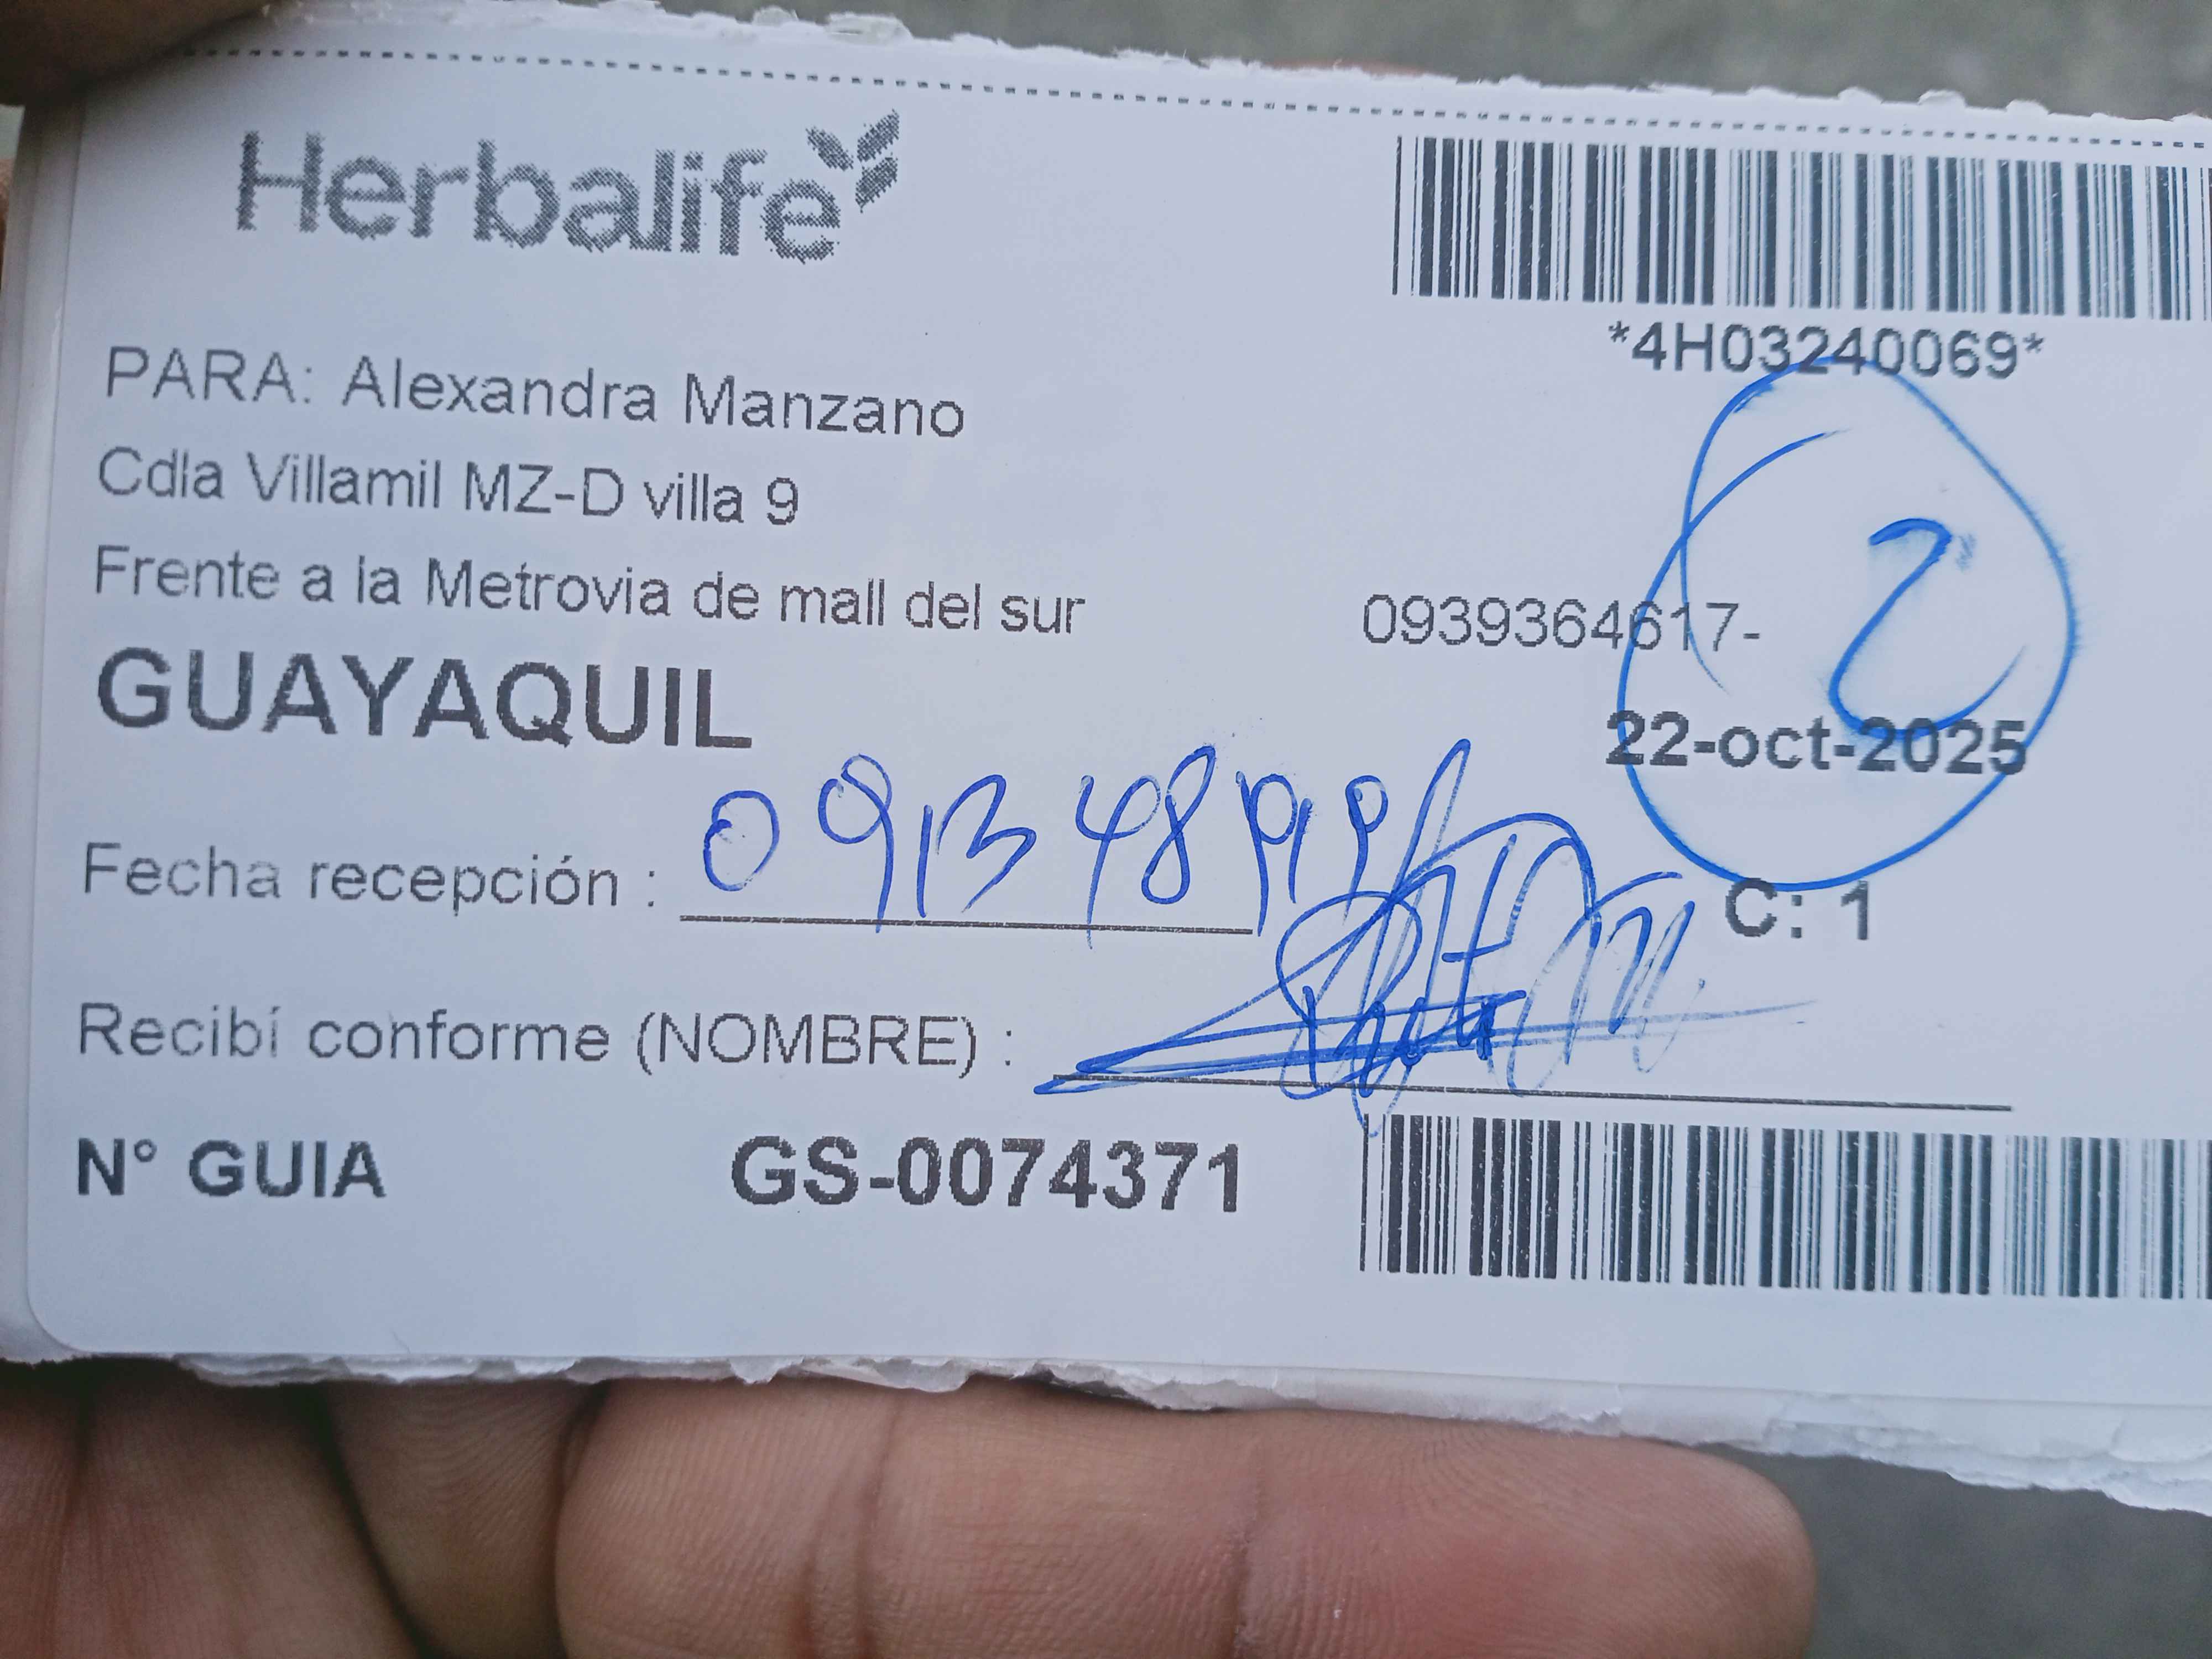 Herbalife
*4H03240069*
PARA: Alexandra Manzano
Cdla Villamil MZ-D villa 9
Frente a la Metrovia de mall del sur
0939364617-
2
GUAYAQUIL
22-oct-2025
Fecha recepción :
C: 1
Recibí conforme (NOMBRE) :
N° GUIA GS-0074371